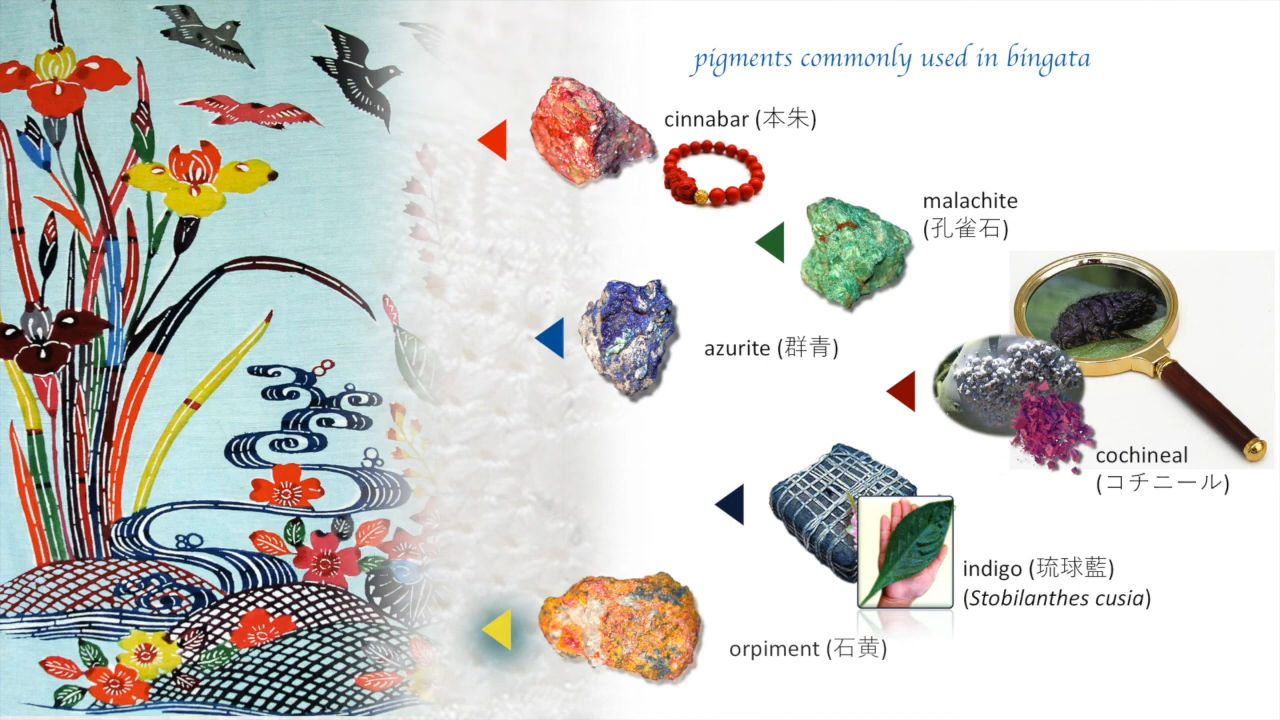 pigments commonly used in bingata
cinnabar (本朱)
malachite
(孔雀石)
azurite (群青)
cochineal
(コチニール)
indigo (琉球藍)
(Stobilanthes cusia)
orpiment (石黄)